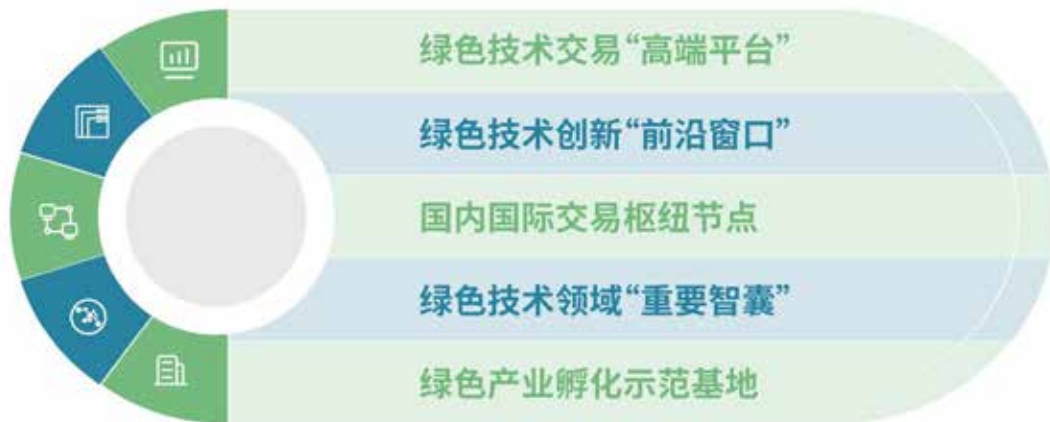 绿色技术交易“高端平台”
绿色技术创新“前沿窗口”
国内国际交易枢纽节点
绿色技术领域“重要智囊”
绿色产业孵化示范基地